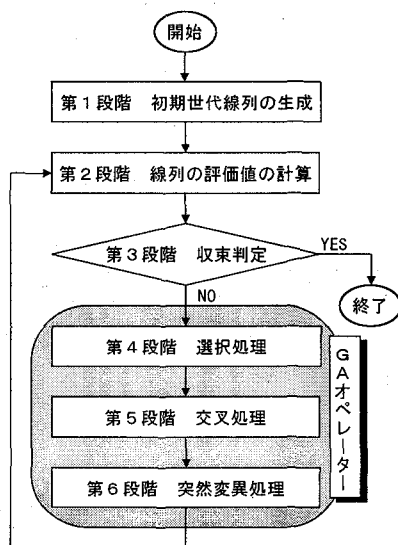 開始
第1段階 初期世代線列の生成
第2段階 線列の評価値の計算
第3段階 収束判定
YES
終了
NO
第4段階 選択処理
第5段階 交叉処理
第6段階 突然変異処理
GAオペレーター